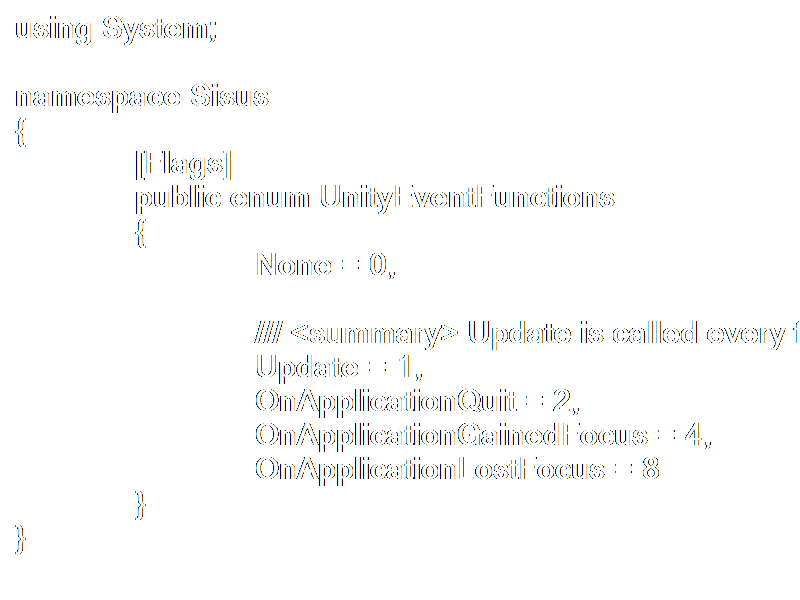 using System;
namespace Sisus
{
[Flags]
public enum UnityEventFunctions
{
None = 0,
//// <summary> Update is called every
Update = 1,
OnApplicationQuit = 2,
OnApplicationGainedFocus = 4,
OnApplicationLostFocus = 8
}
}